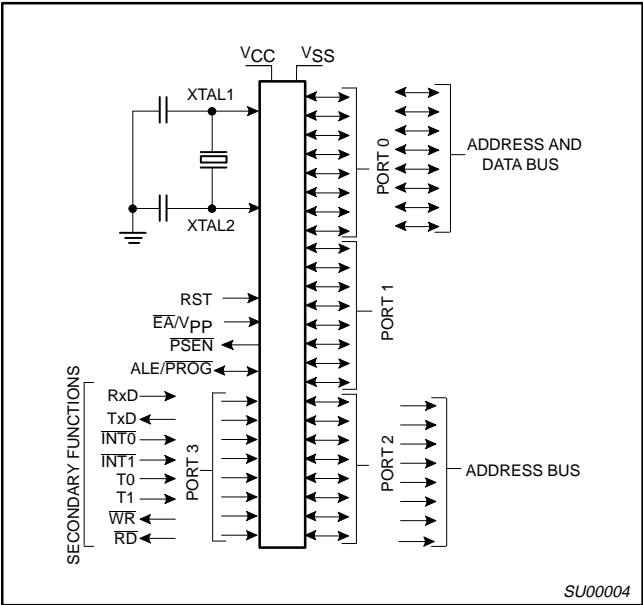 VCC VSS
XTAL1
XTAL2
PORT 0
ADDRESS AND
DATA BUS
PORT 1
RST
EA/VPP
PSEN
ALE/PROG
SECONDARY FUNCTIONS
RxD
TxD
INT0
INT1
T0
T1
WR
RD
PORT 3
PORT 2
ADDRESS BUS
SU00004